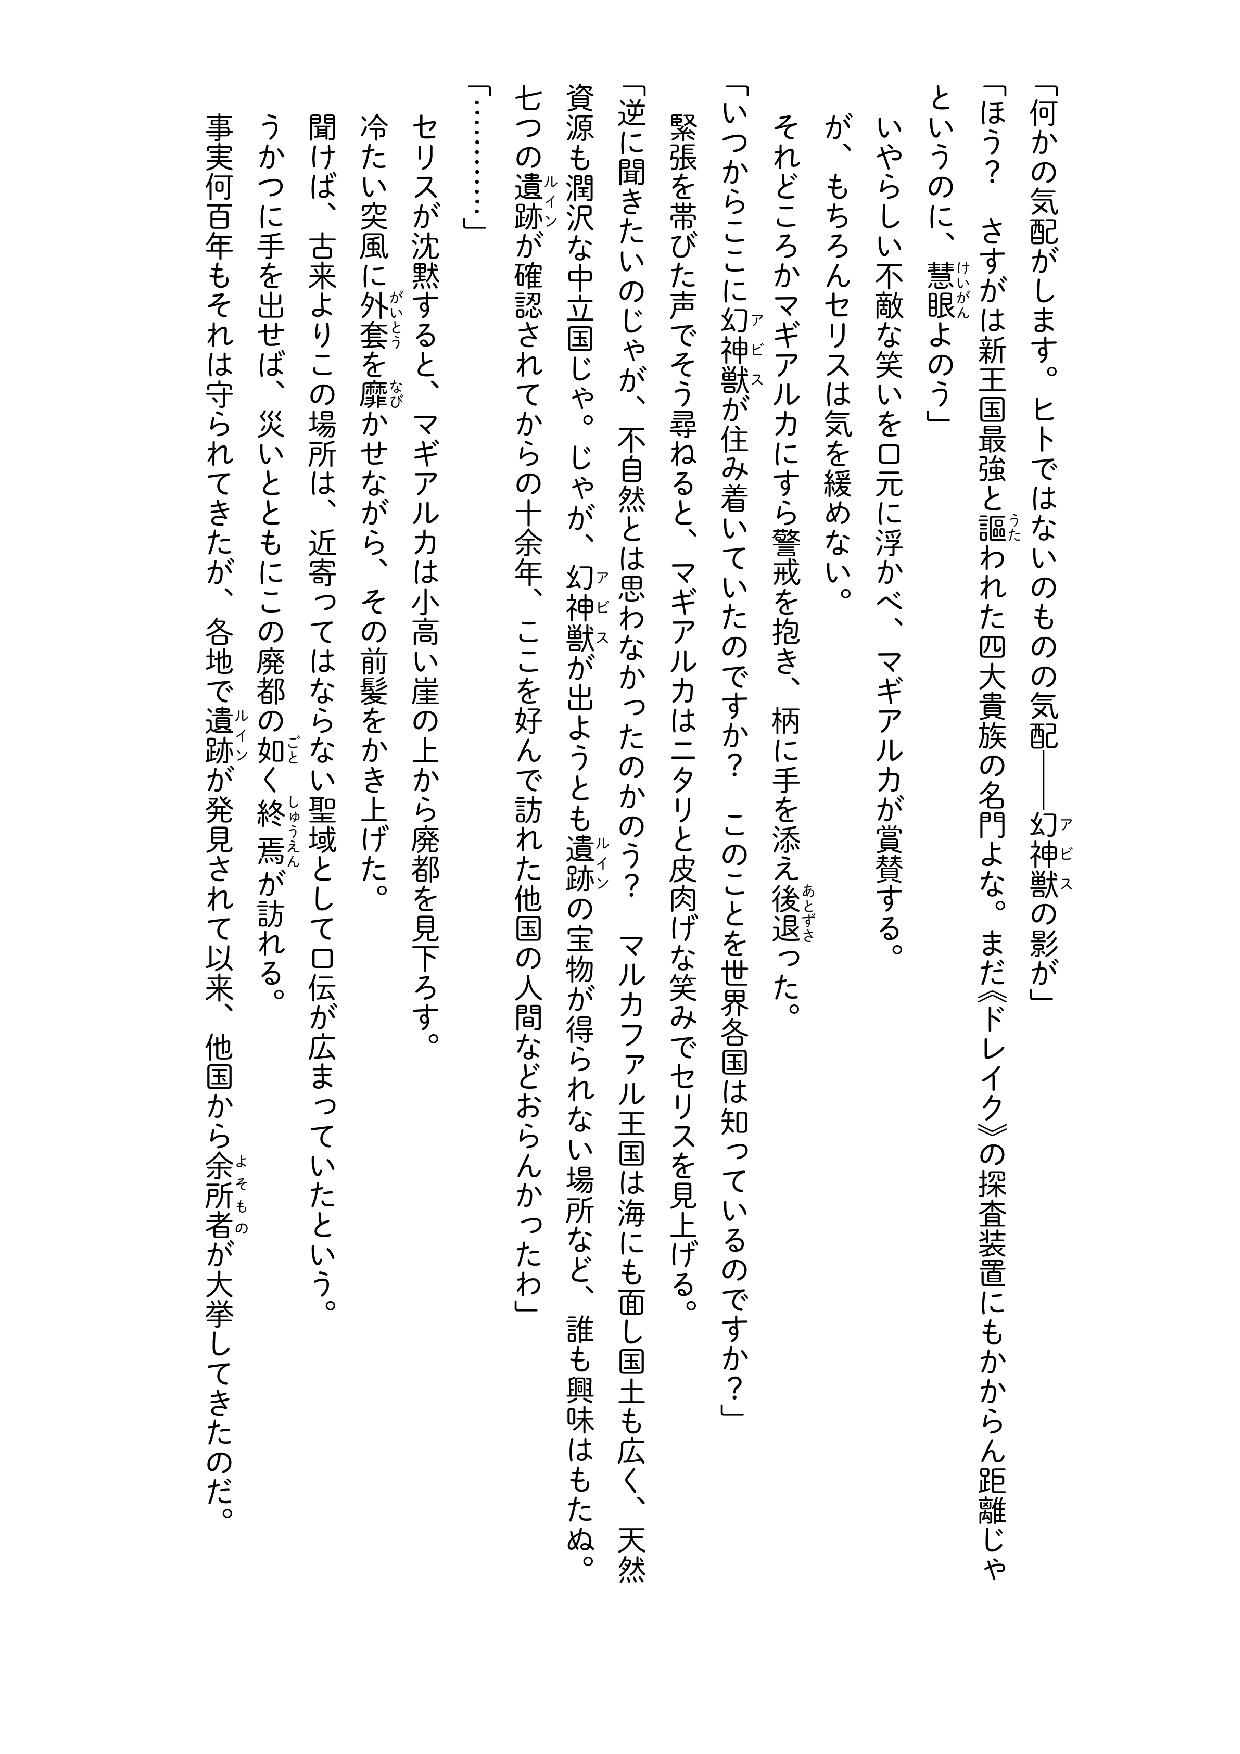 「何かの気配がします。ヒトではないのものの気配――幻神獣の影が」
「ほう？　さすがは新王国最強と謳われた四大貴族の名門よな。まだ《ドレイク》の探査装置にもかからん距離じゃ
というのに、慧眼よのう」
　いやらしい不敵な笑いを口元に浮かべ、マギアルカが賞賛する。
　が、もちろんセリスは気を緩めない。
　それどころかマギアルカにすら警戒を抱き、柄に手を添え後退った。
「いつからここに幻神獣が住み着いていたのですか？　このことを世界各国は知っているのですか？」
　緊張を帯びた声でそう尋ねると、マギアルカはニタリと皮肉げな笑みでセリスを見上げる。
「逆に聞きたいのじゃが、不自然とは思わなかったのかのう？　マルカファル王国は海にも面し国土も広く、天然
資源も潤沢な中立国じゃ。じゃが、幻神獣が出ようとも遺跡の宝物が得られない場所など、誰も興味はもたぬ。
七つの遺跡が確認されてからの十余年、ここを好んで訪れた他国の人間などおらんかったわ」
「…………」
　セリスが沈黙すると、マギアルカは小高い崖の上から廃都を見下ろす。
　冷たい突風に外套を靡かせながら、その前髪をかき上げた。
　聞けば、古来よりこの場所は、近寄ってはならない聖域として口伝が広まっていたという。
　うかつに手を出せば、災いとともにこの廃都の如く終焉が訪れる。
　事実何百年もそれは守られてきたが、各地で遺跡が発見されて以来、他国から余所者が大挙してきたのだ。